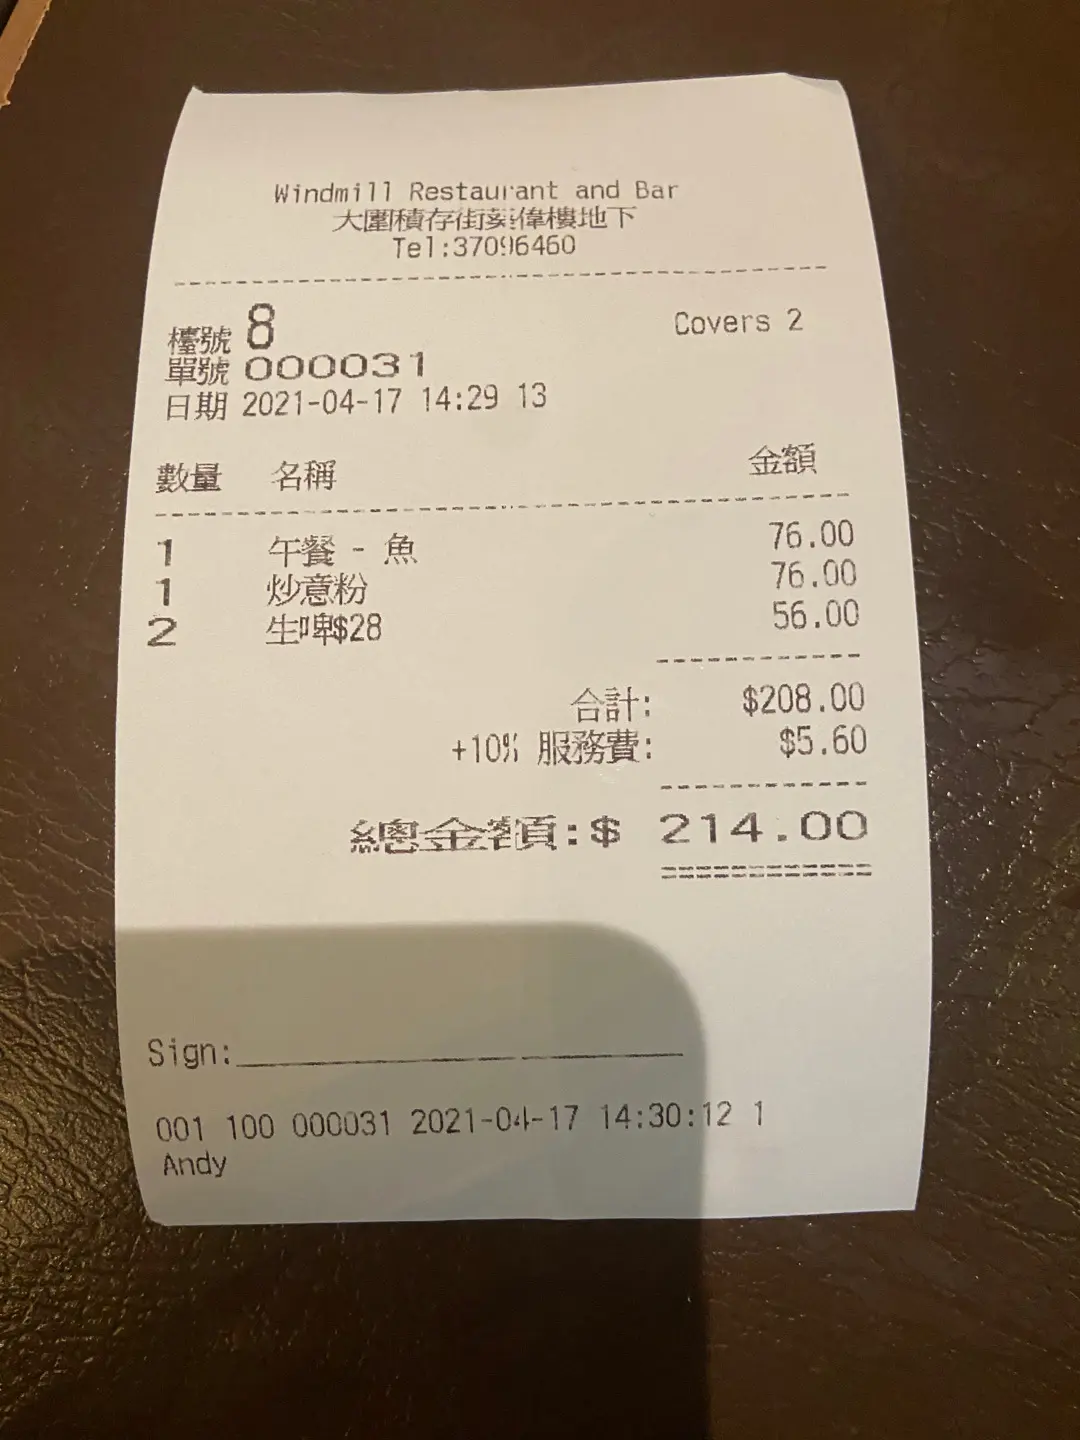 Windmill Restaurant and Bar
大圍積存街葵偉樓地下
Tel:37096460
檯號 8 Covers 2
單號 000031
日期 2021-04-17 14:29 13
數量 名稱 金額
1 午餐 - 魚 76.00
1 炒意粉 76.00
2 生啤$28 56.00
合計: $208.00
+10% 服務費: $5.60
總金額:$ 214.00
Sign:
001 100 000031 2021-04-17 14:30:12 1
Andy